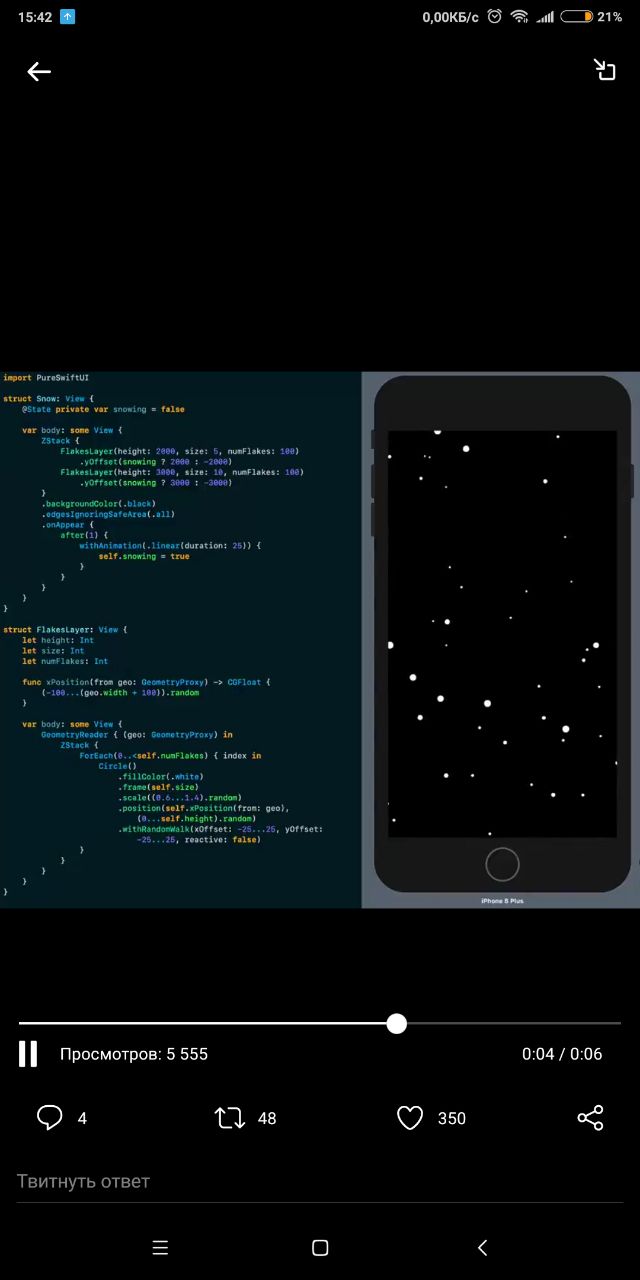 15:42 0,00КБ/с 21%
import PureSwiftUI
struct Snow: View {
@State private var snowing = false
var body: some View {
ZStack {
FlakesLayer(height: 2000, size: 5, numFlakes: 100)
.yOffset(snowing ? 2000 : -2000)
FlakesLayer(height: 3000, size: 10, numFlakes: 100)
.yOffset(snowing ? 3000 : -3000)
}
.backgroundColor(.black)
.edgesIgnoringSafeArea(.all)
.onAppear {
after(1) {
withAnimation(.linear(duration: 25)) {
self.snowing = true
}
}
}
}
}
struct FlakesLayer: View {
let height: Int
let size: Int
let numFlakes: Int
func xPosition(from geo: GeometryProxy) -> CGFloat {
(-100...(geo.width + 100)).random
}
var body: some View {
GeometryReader { (geo: GeometryProxy) in
ZStack {
ForEach(0..<self.numFlakes) { index in
Circle()
.fillColor(.white)
.frame(self.size)
.scale((0.6...1.4).random)
.position(self.xPosition(from: geo),
(0...self.height).random)
.withRandomWalk(xOffset: -25...25, yOffset:
-25...25, reactive: false)
}
}
}
}
}
iPhone 8 Plus
Просмотров: 5 555 0:04 / 0:06
4 48 350
Твитнуть ответ